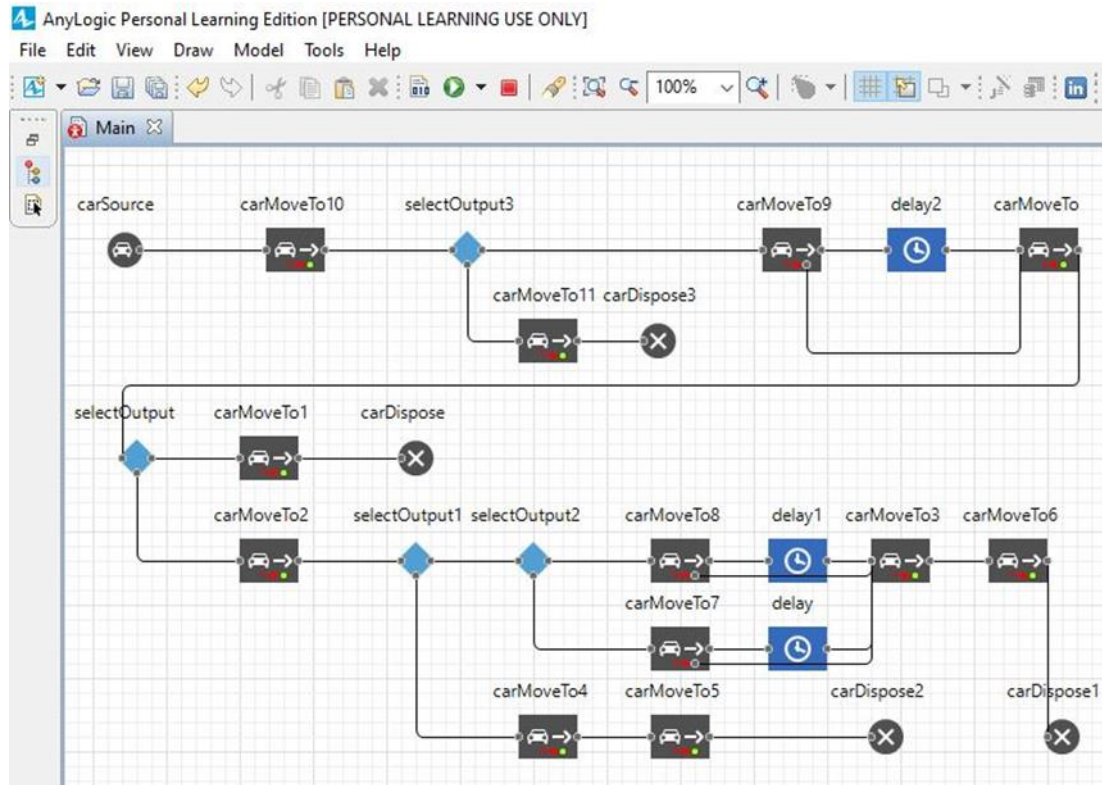 AnyLogic Personal Learning Edition [PERSONAL LEARNING USE ONLY]
File Edit View Draw Model Tools Help
100% in
Main
carSource carMoveTo10 selectOutput3 carMoveTo9 delay2 carMoveTo
carMoveTo11 carDispose3
selectOutput carMoveTo1 carDispose
carMoveTo2 selectOutput1 selectOutput2 carMoveTo8 delay1 carMoveTo3 carMoveTo6
carMoveTo7 delay
carMoveTo4 carMoveTo5 carDispose2 carDispose1